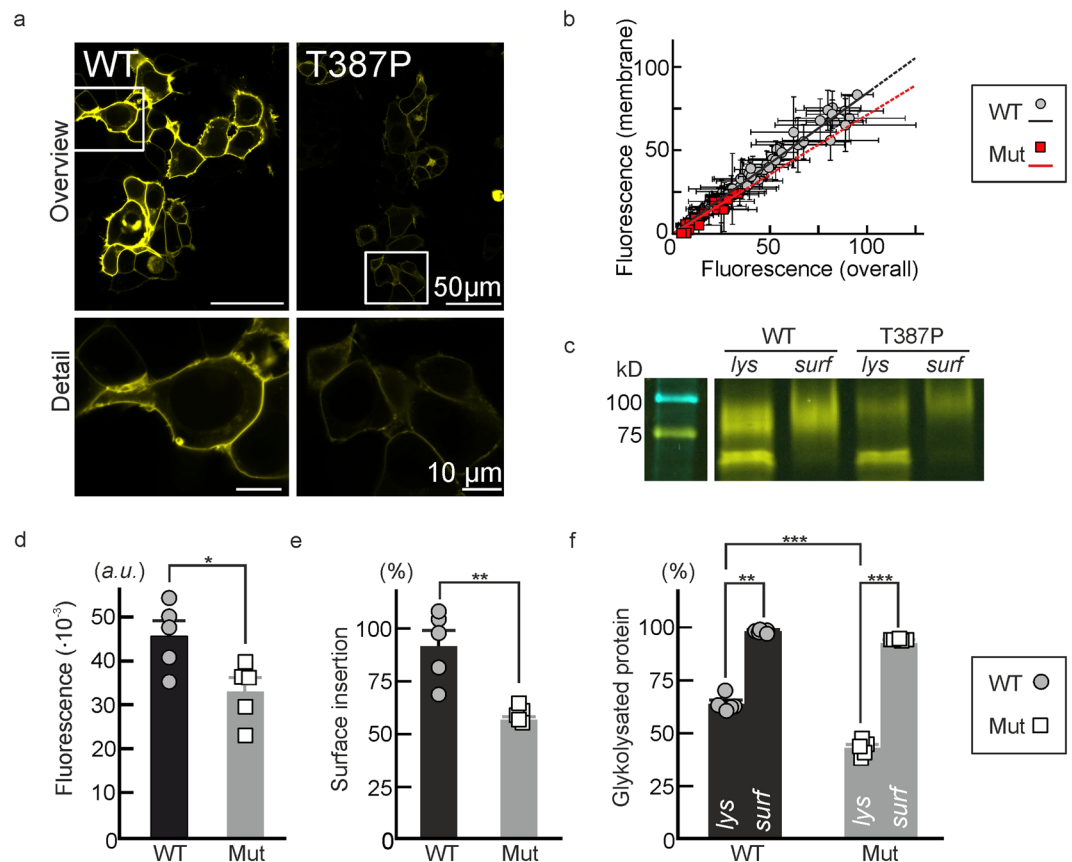 a
WT
T387P
Overview
50µm
Detail
10 µm
b
Fluorescence (membrane)
100
50
0
0
50
100
Fluorescence (overall)
WT
Mut
c
WT
T387P
kD
lys
surf
lys
surf
100
75
d
(a.u.)
*
Fluorescence (·10⁻³)
50
40
30
20
10
0
WT
Mut
e
(%)
**
Surface insertion
100
75
50
25
0
WT
Mut
f
(%)
***
**
***
Glykolysated protein
100
75
50
25
0
lys
surf
lys
surf
WT
Mut
WT
Mut